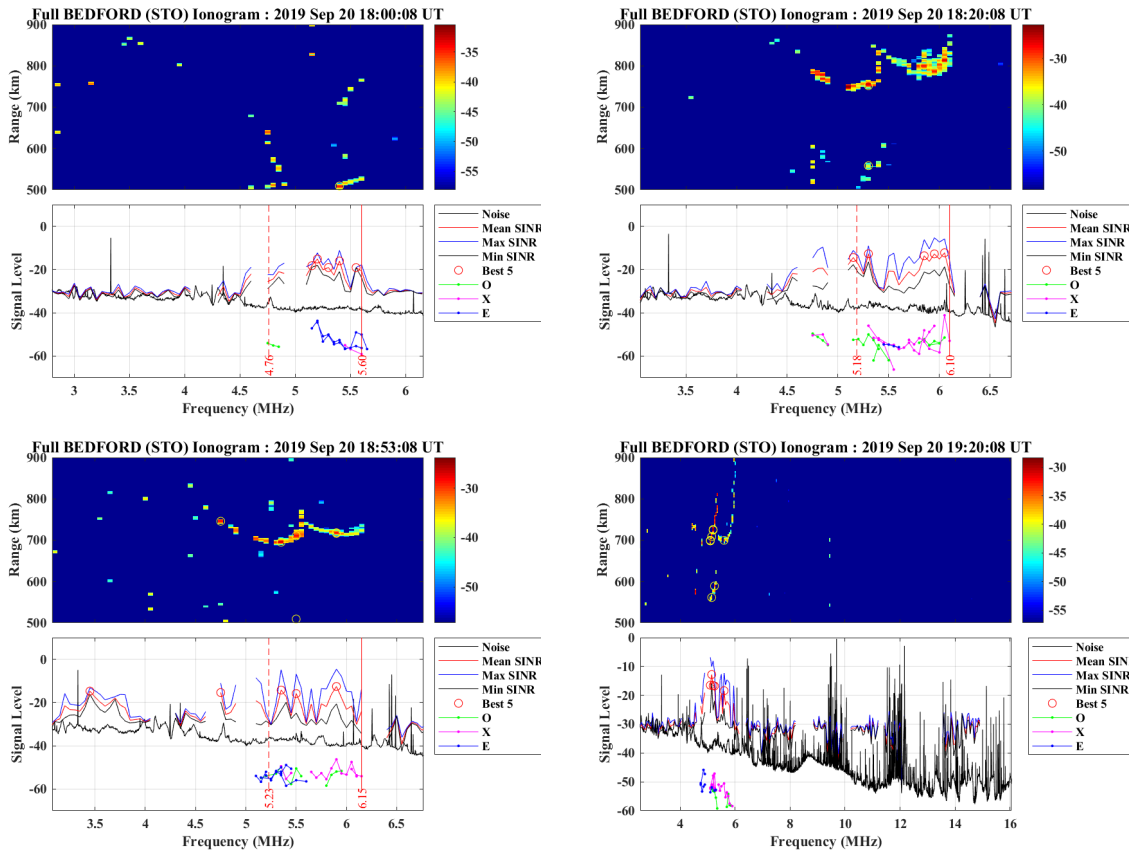 Full BEDFORD (STO) Ionogram : 2019 Sep 20 18:00:08 UT
900
800
700
600
500
Range (km)
-35
-40
-45
-50
-55
0
-20
-40
-60
Signal Level
4.76
5.60
3
3.5
4
4.5
5
5.5
6
Frequency (MHz)
Noise
Mean SINR
Max SINR
Min SINR
Best 5
O
X
E
Full BEDFORD (STO) Ionogram : 2019 Sep 20 18:20:08 UT
900
800
700
600
500
Range (km)
-30
-40
-50
0
-20
-40
-60
Signal Level
5.18
6.10
3.5
4
4.5
5
5.5
6
6.5
Frequency (MHz)
Noise
Mean SINR
Max SINR
Min SINR
Best 5
O
X
E
Full BEDFORD (STO) Ionogram : 2019 Sep 20 18:53:08 UT
900
800
700
600
500
Range (km)
-30
-40
-50
0
-20
-40
-60
Signal Level
5.23
6.15
3.5
4
4.5
5
5.5
6
6.5
Frequency (MHz)
Noise
Mean SINR
Max SINR
Min SINR
Best 5
O
X
E
Full BEDFORD (STO) Ionogram : 2019 Sep 20 19:20:08 UT
900
800
700
600
500
Range (km)
-30
-35
-40
-45
-50
-55
0
-10
-20
-30
-40
-50
-60
Signal Level
4
6
8
10
12
14
16
Frequency (MHz)
Noise
Mean SINR
Max SINR
Min SINR
Best 5
O
X
E